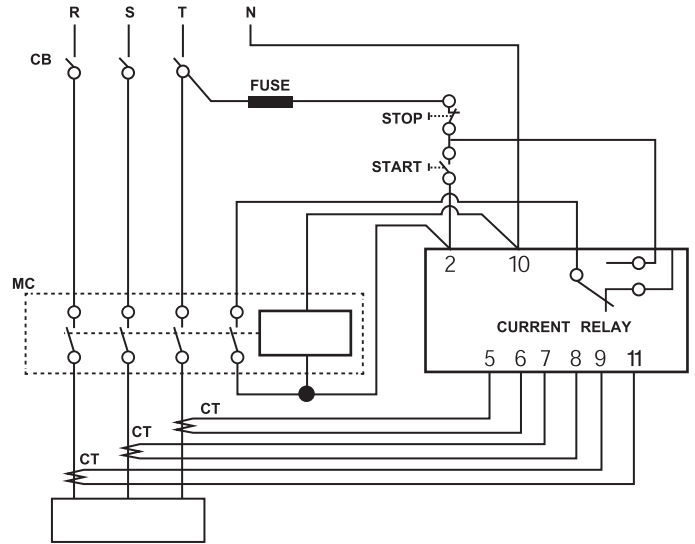 R S T N
CB
FUSE
STOP
START
2 10
MC
CURRENT RELAY
5 6 7 8 9 11
CT
CT
CT